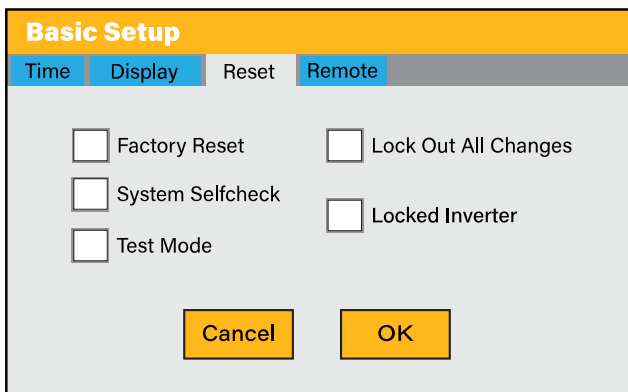 Basic Setup
Time Display Reset Remote
Factory Reset Lock Out All Changes
System Selfcheck
Locked Inverter
Test Mode
Cancel OK